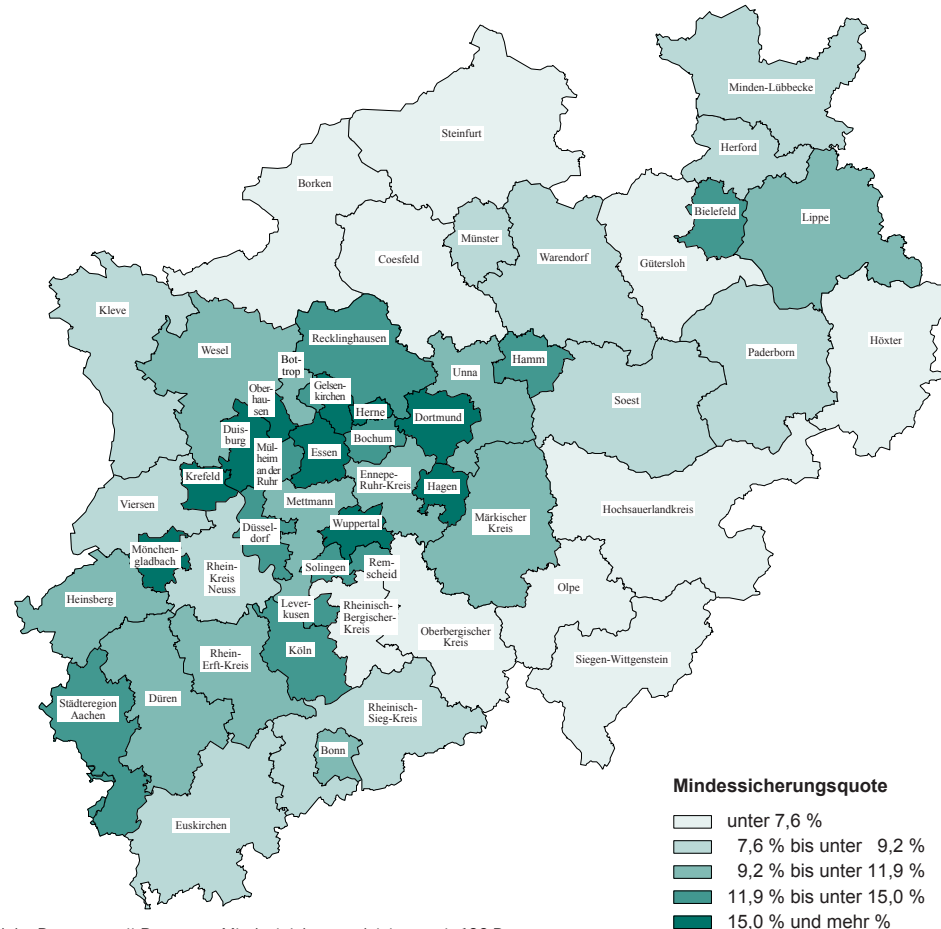 Minden-Lübbecke
Steinfurt
Herford
Borken
Bielefeld
Lippe
Münster
Coesfeld
Warendorf
Gütersloh
Kleve
Höxter
Recklinghausen
Wesel
Paderborn
Hamm
Bot-
trop
Unna
Gelsen-
kirchen
Ober-
hau-
sen
Soest
Herne
Dortmund
Duis-
burg
Bochum
Essen
Mülheim
an der
Ruhr
Krefeld
Ennepe-
Ruhr-Kreis
Hagen
Viersen
Mettmann
Hochsauerlandkreis
Märkischer
Kreis
Wuppertal
Düssel-
dorf
Mönchen-
gladbach
Solingen
Rem-
scheid
Rhein-
Kreis
Neuss
Olpe
Heinsberg
Lever-
kusen
Rheinisch-
Bergischer-
Kreis
Oberbergischer
Kreis
Köln
Rhein-
Erft-Kreis
Siegen-Wittgenstein
Düren
Städteregion
Aachen
Rheinisch-
Sieg-Kreis
Bonn
Euskirchen
Mindessicherungsquote
unter 7,6 %
7,6 % bis unter 9,2 %
9,2 % bis unter 11,9 %
11,9 % bis unter 15,0 %
15,0 % und mehr %